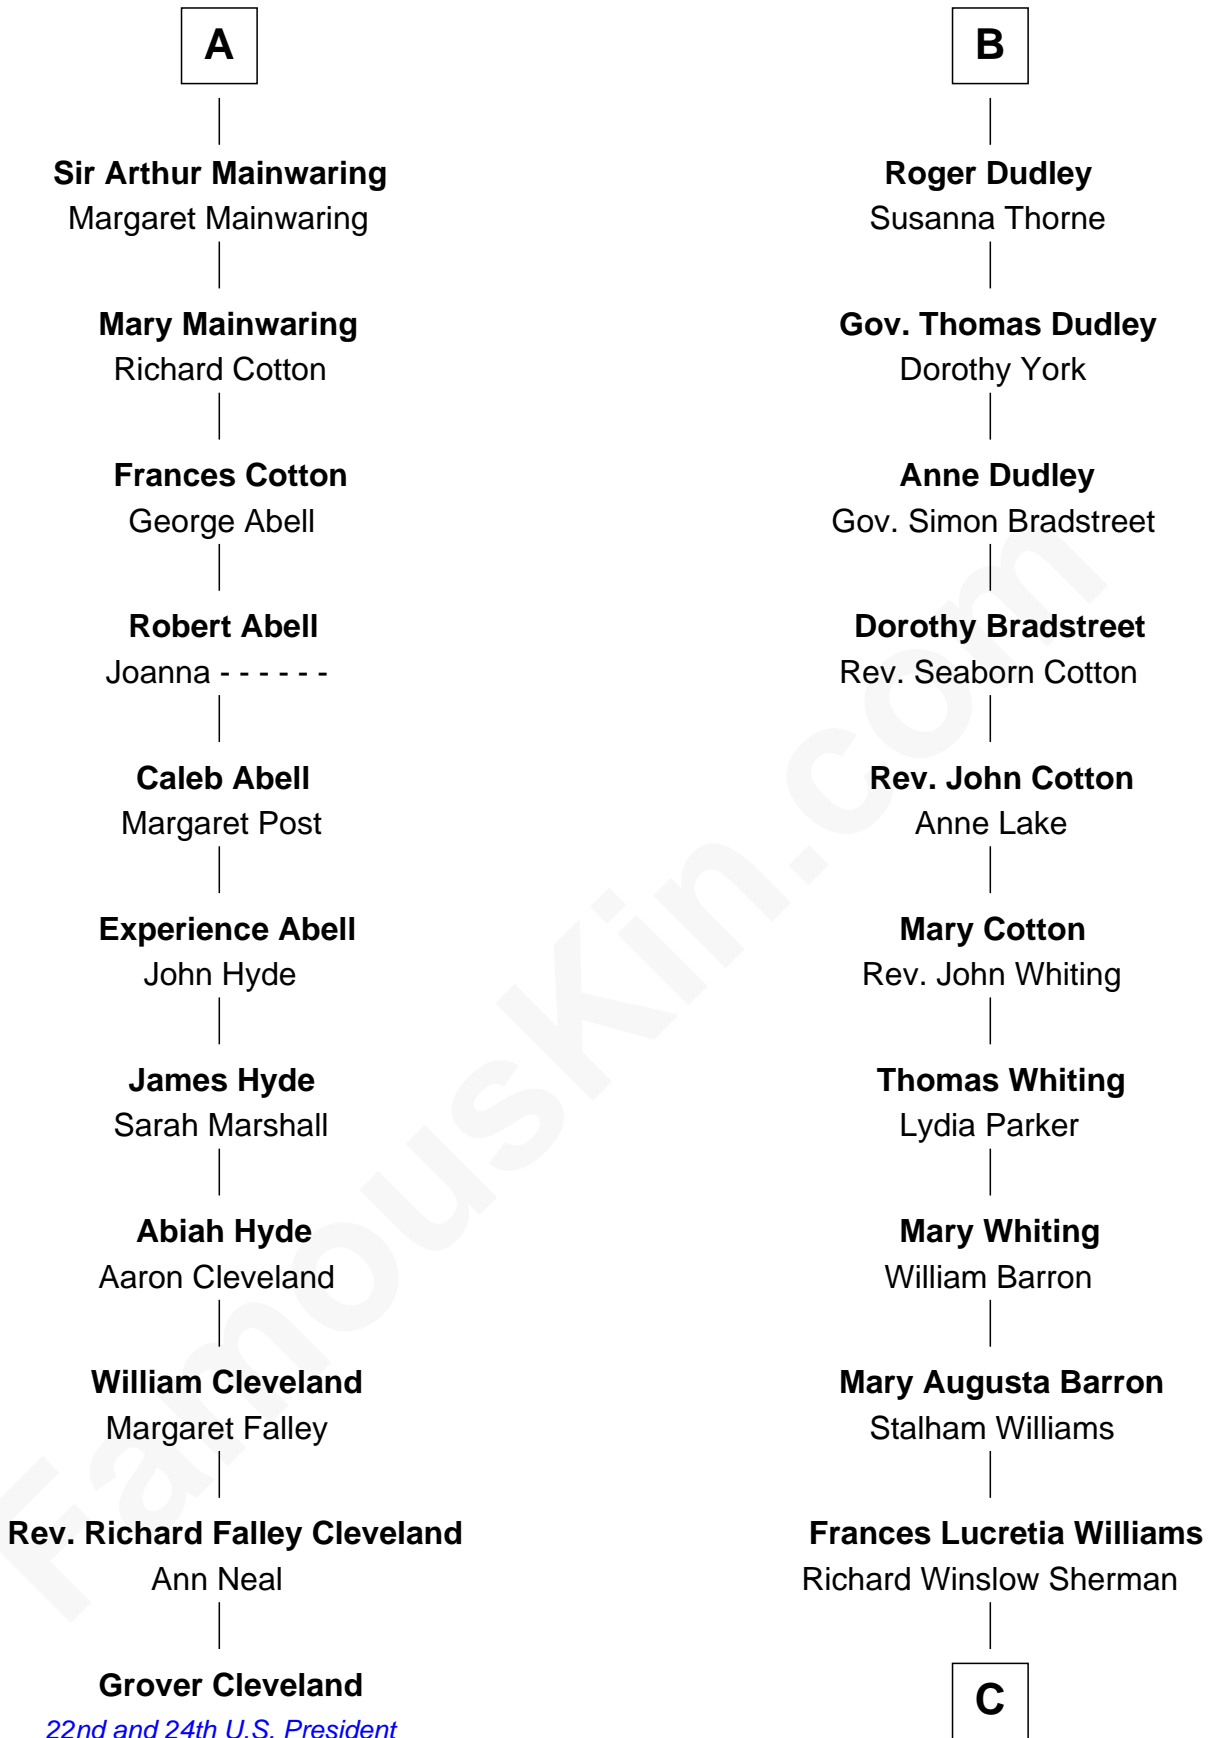 A
Sir Arthur Mainwaring
Margaret Mainwaring
Mary Mainwaring
Richard Cotton
Frances Cotton
George Abell
Robert Abell
Joanna - - - - - -
Caleb Abell
Margaret Post
Experience Abell
John Hyde
James Hyde
Sarah Marshall
Abiah Hyde
Aaron Cleveland
William Cleveland
Margaret Falley
Rev. Richard Falley Cleveland
Ann Neal
Grover Cleveland
22nd and 24th U.S. President
B
Roger Dudley
Susanna Thorne
Gov. Thomas Dudley
Dorothy York
Anne Dudley
Gov. Simon Bradstreet
Dorothy Bradstreet
Rev. Seaborn Cotton
Rev. John Cotton
Anne Lake
Mary Cotton
Rev. John Whiting
Thomas Whiting
Lydia Parker
Mary Whiting
William Barron
Mary Augusta Barron
Stalham Williams
Frances Lucretia Williams
Richard Winslow Sherman
C
FamousKin.com